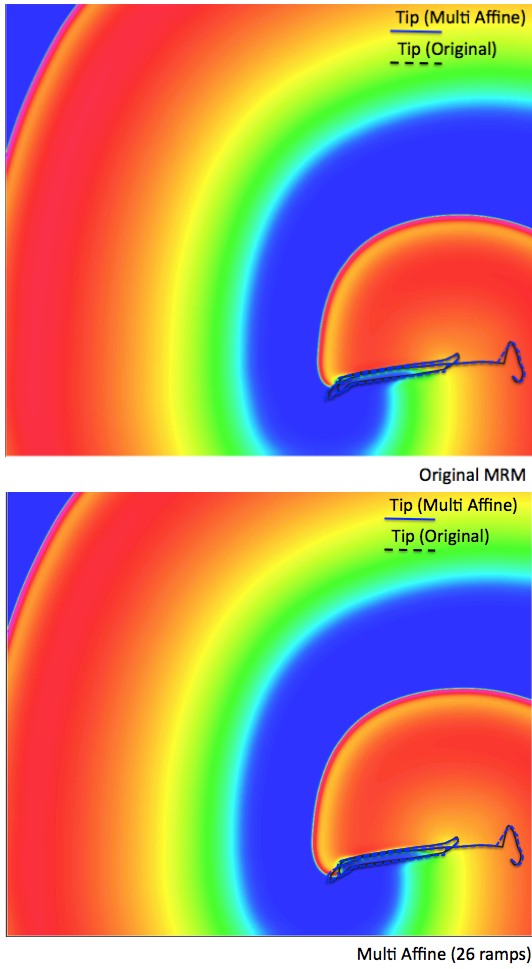 Tip (Multi Affine)
Tip (Original)
Original MRM
Tip (Multi Affine)
Tip (Original)
Multi Affine (26 ramps)